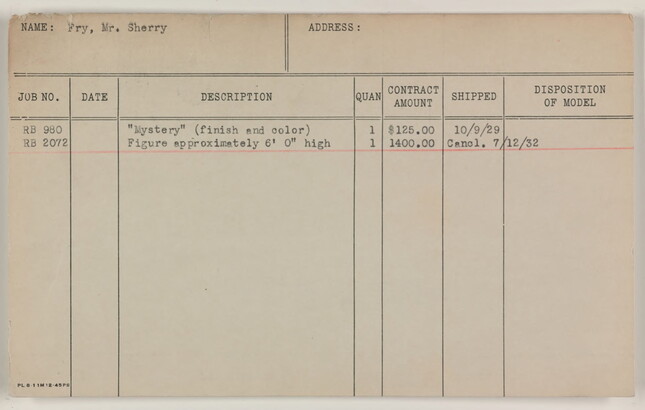 NAME: Fry, Mr. Sherry ADDRESS:
JOB NO. DATE DESCRIPTION QUAN CONTRACT AMOUNT SHIPPED DISPOSITION OF MODEL
RB 980 "Mystery" (finish and color) 1 $125.00 10/9/29
RB 2072 Figure approximately 6' 0" high 1 1400.00 Cancl. 7/12/32